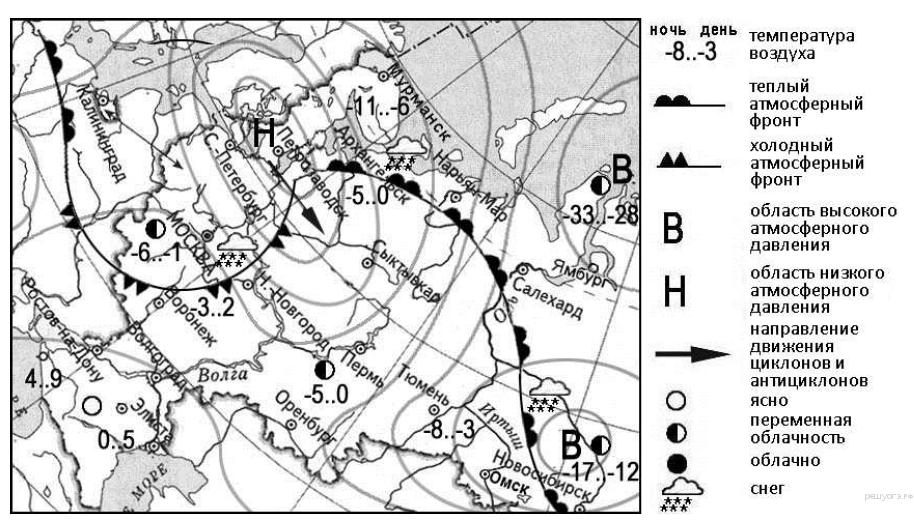 Мурманск
-11..-6
Калининград
Н
С.-Петербург
Петрозаводск
Архангельск
-5..0
Нарьян-Мар
В
-33..-28
МОСКВА
-6..-1
Сыктывкар
Ямбург
Салехард
Обь
-3..2
Воронеж
Н.-Новгород
Ростов-на-Дону
Волгоград
Волга
Пермь
4..9
-5..0
Оренбург
Тюмень
Иртыш
-8..-3
Элиста
0..5
МОРЕ
В
-17..-12
Новосибирск
Омск
ночь день
-8..-3
температура
воздуха
теплый
атмосферный
фронт
холодный
атмосферный
фронт
В
область высокого
атмосферного
давления
Н
область низкого
атмосферного
давления
направление
движения
циклонов и
антициклонов
ясно
переменная
облачность
облачно
снег
решуогэ.рф